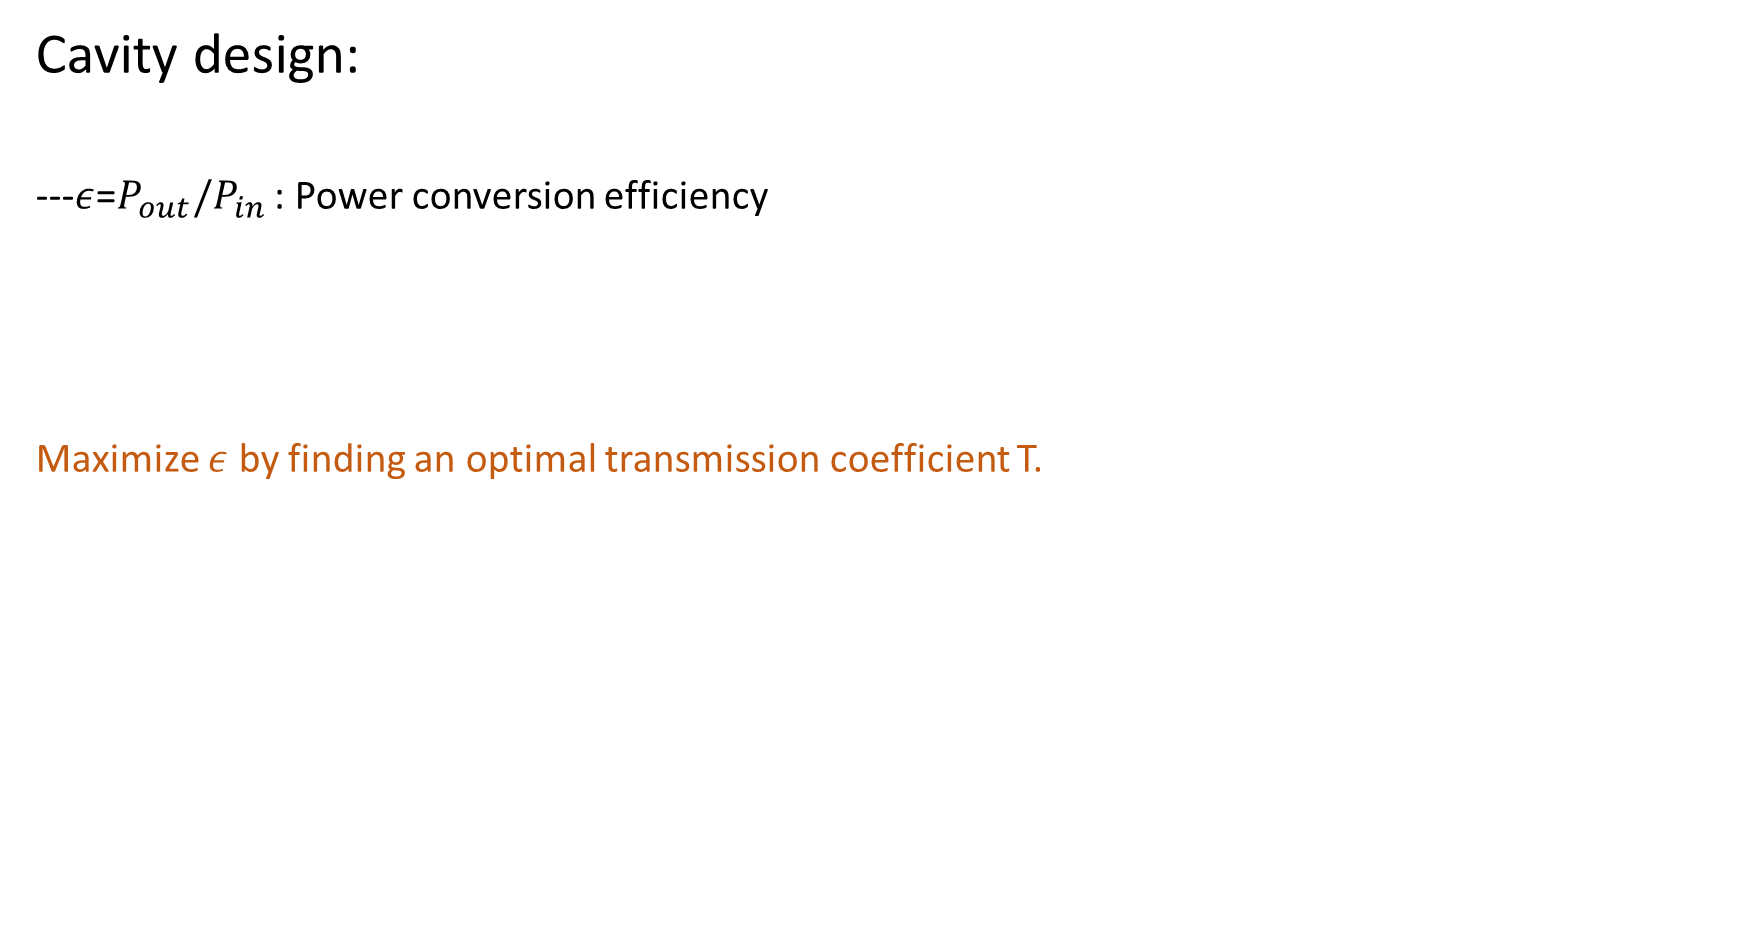 Cavity design:
---ϵ=P_out/P_in : Power conversion efficiency
Maximize ϵ by finding an optimal transmission coefficient T.